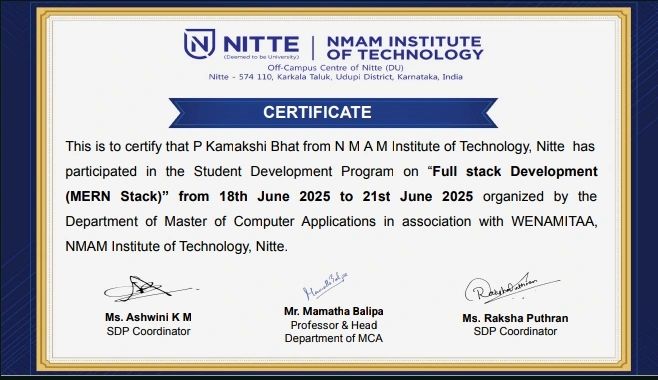 NITTE
(Deemed to be University)
NMAM INSTITUTE
OF TECHNOLOGY
Off-Campus Centre of Nitte (DU)
Nitte - 574 110, Karkala Taluk, Udupi District, Karnataka, India
CERTIFICATE
This is to certify that P Kamakshi Bhat from N M A M Institute of Technology, Nitte has
participated in the Student Development Program on “Full stack Development
(MERN Stack)” from 18th June 2025 to 21st June 2025 organized by the
Department of Master of Computer Applications in association with WENAMITAA,
NMAM Institute of Technology, Nitte.
Ms. Ashwini K M
SDP Coordinator
Mr. Mamatha Balipa
Professor & Head
Department of MCA
Ms. Raksha Puthran
SDP Coordinator